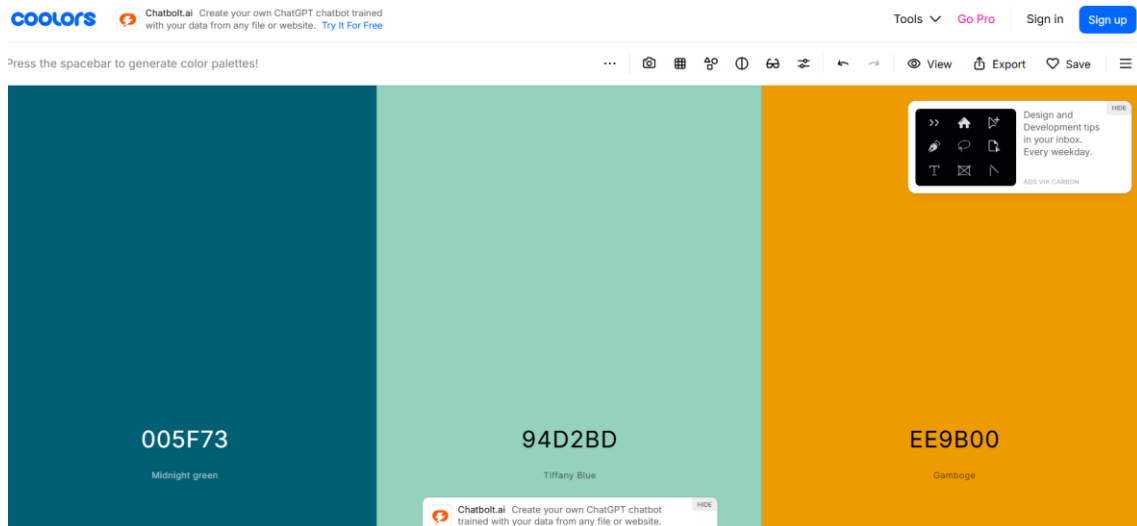 coolors
Chatbolt.ai Create your own ChatGPT chatbot trained
with your data from any file or website. Try It For Free
Tools
Go Pro
Sign in
Sign up
Press the spacebar to generate color palettes!
View
Export
Save
HIDE
Design and
Development tips
in your inbox.
Every weekday.
ADS VIA CARBON
T
005F73
94D2BD
EE9B00
Midnight green
Tiffany Blue
Gamboge
HIDE
Chatbolt.ai Create your own ChatGPT chatbot
trained with your data from any file or website.